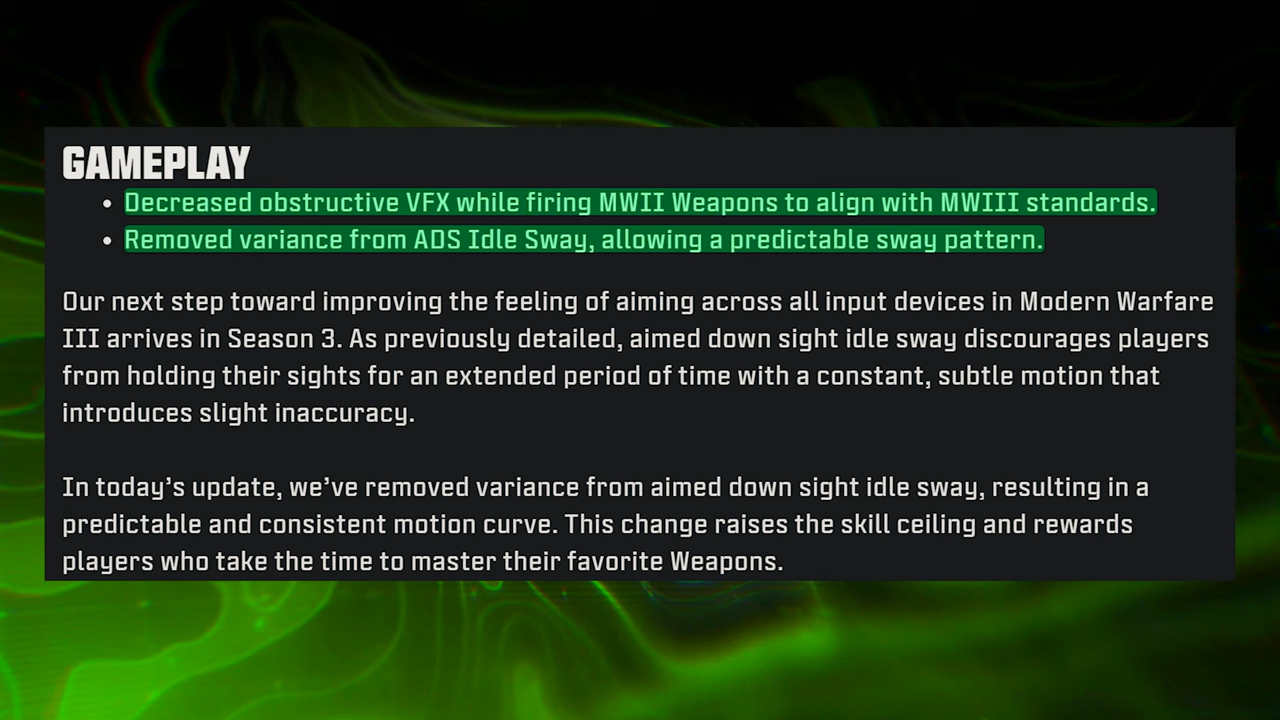 GAMEPLAY
• Decreased obstructive VFX while firing MWII Weapons to align with MWIII standards.
• Removed variance from ADS Idle Sway, allowing a predictable sway pattern.
Our next step toward improving the feeling of aiming across all input devices in Modern Warfare
III arrives in Season 3. As previously detailed, aimed down sight idle sway discourages players
from holding their sights for an extended period of time with a constant, subtle motion that
introduces slight inaccuracy.
In today’s update, we’ve removed variance from aimed down sight idle sway, resulting in a
predictable and consistent motion curve. This change raises the skill ceiling and rewards
players who take the time to master their favorite Weapons.